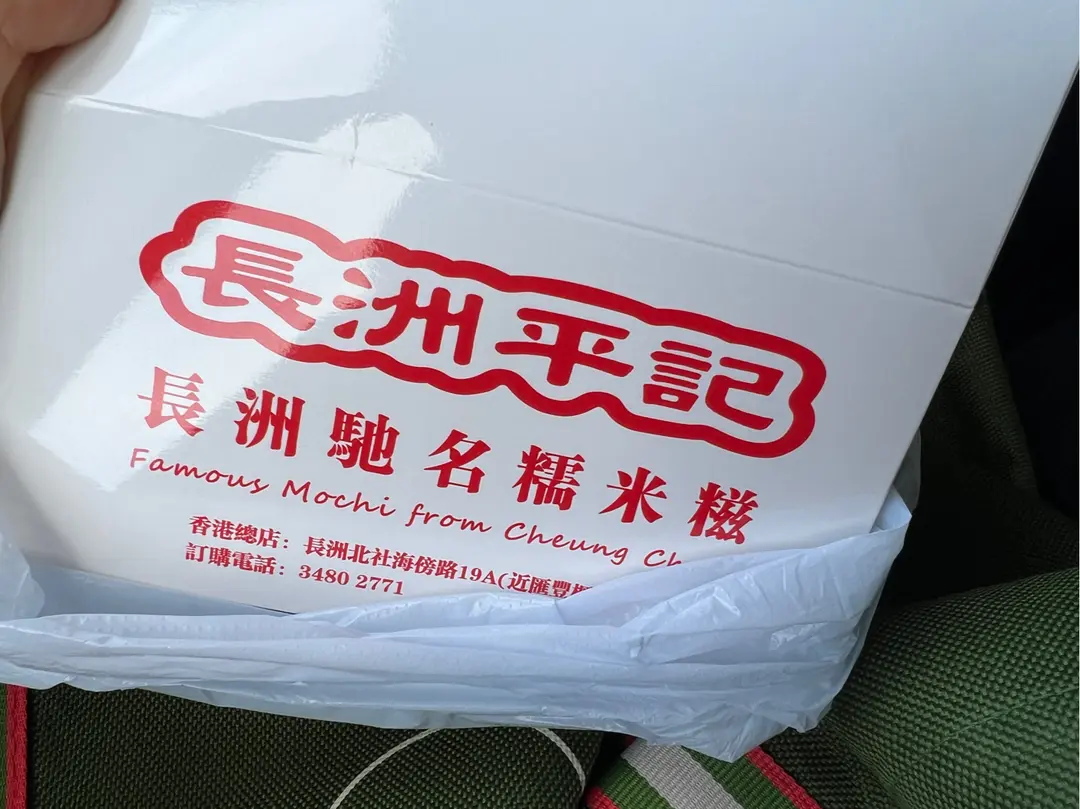 長洲平記
長洲馳名糯米糍
Famous Mochi from Cheung
香港總店：長洲北社海傍路19A(近匯豐
訂購電話：3480 2771